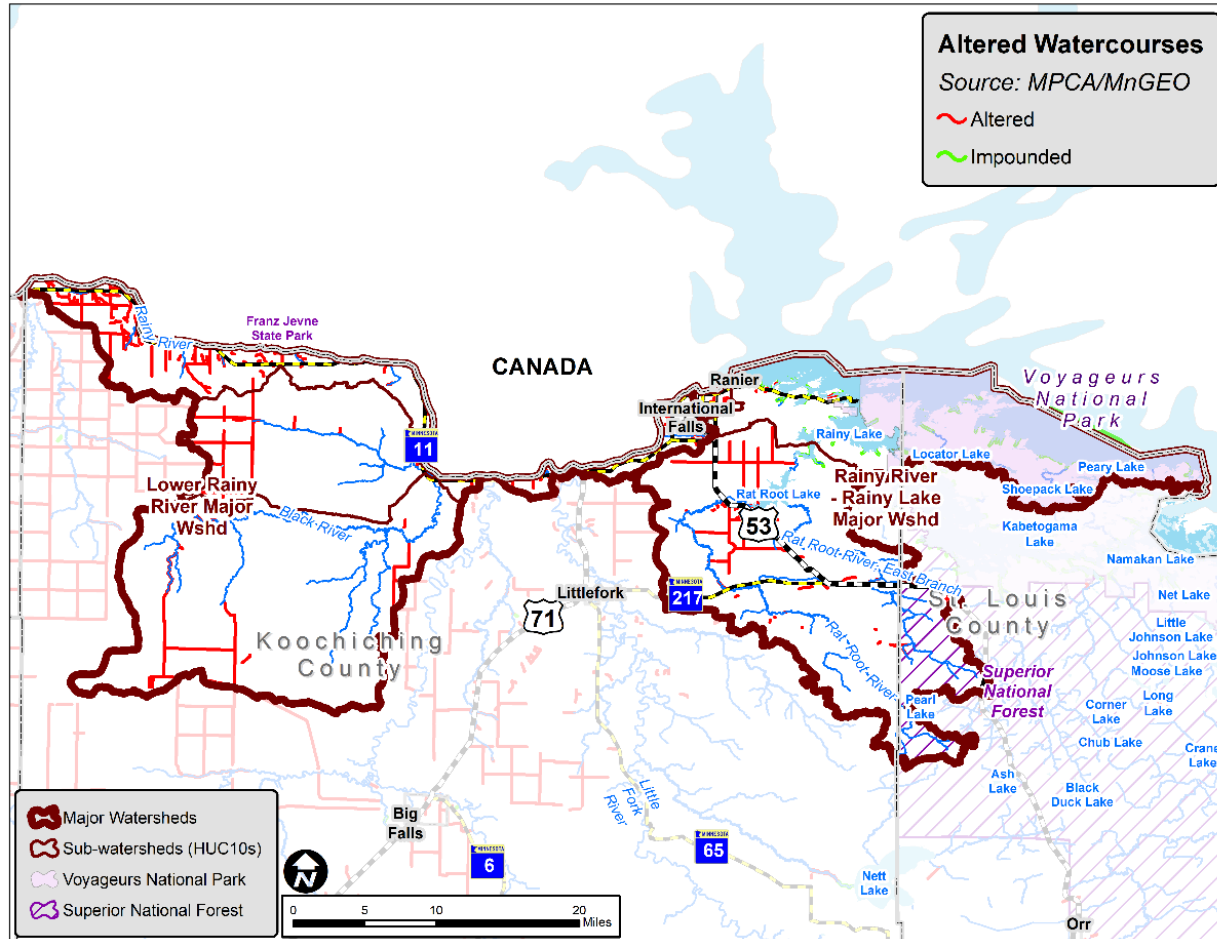 Altered Watercourses
Source: MPCA/MnGEO
Altered
Impounded
Rainy River
Franz Jevne
State Park
CANADA
Ranier
International
Falls
Voyageurs
National
Park
11
Rainy Lake
Locator Lake
Peary Lake
Shoepack Lake
Lower Rainy
River Major
Wshd
Black River
Rat Root Lake
Rainy River
- Rainy Lake
Major Wshd
53
Kabetogama
Lake
Namakan Lake
Rat Root-River, East Branch
MINNESOTA
217
Littlefork
71
St. Louis
County
Net Lake
Little
Johnson Lake
Johnson Lake
Moose Lake
Koochiching
County
Rat-Root-River
Superior
National
Forest
Pearl
Lake
Long
Lake
Corner
Lake
Chub Lake
Crane
Lake
Ash
Lake
Black
Duck Lake
Little
Fork
River
Big
Falls
MINNESOTA
6
MINNESOTA
65
Nett
Lake
Orr
Major Watersheds
Sub-watersheds (HUC10s)
Voyageurs National Park
Superior National Forest
N
0 5 10 20
Miles